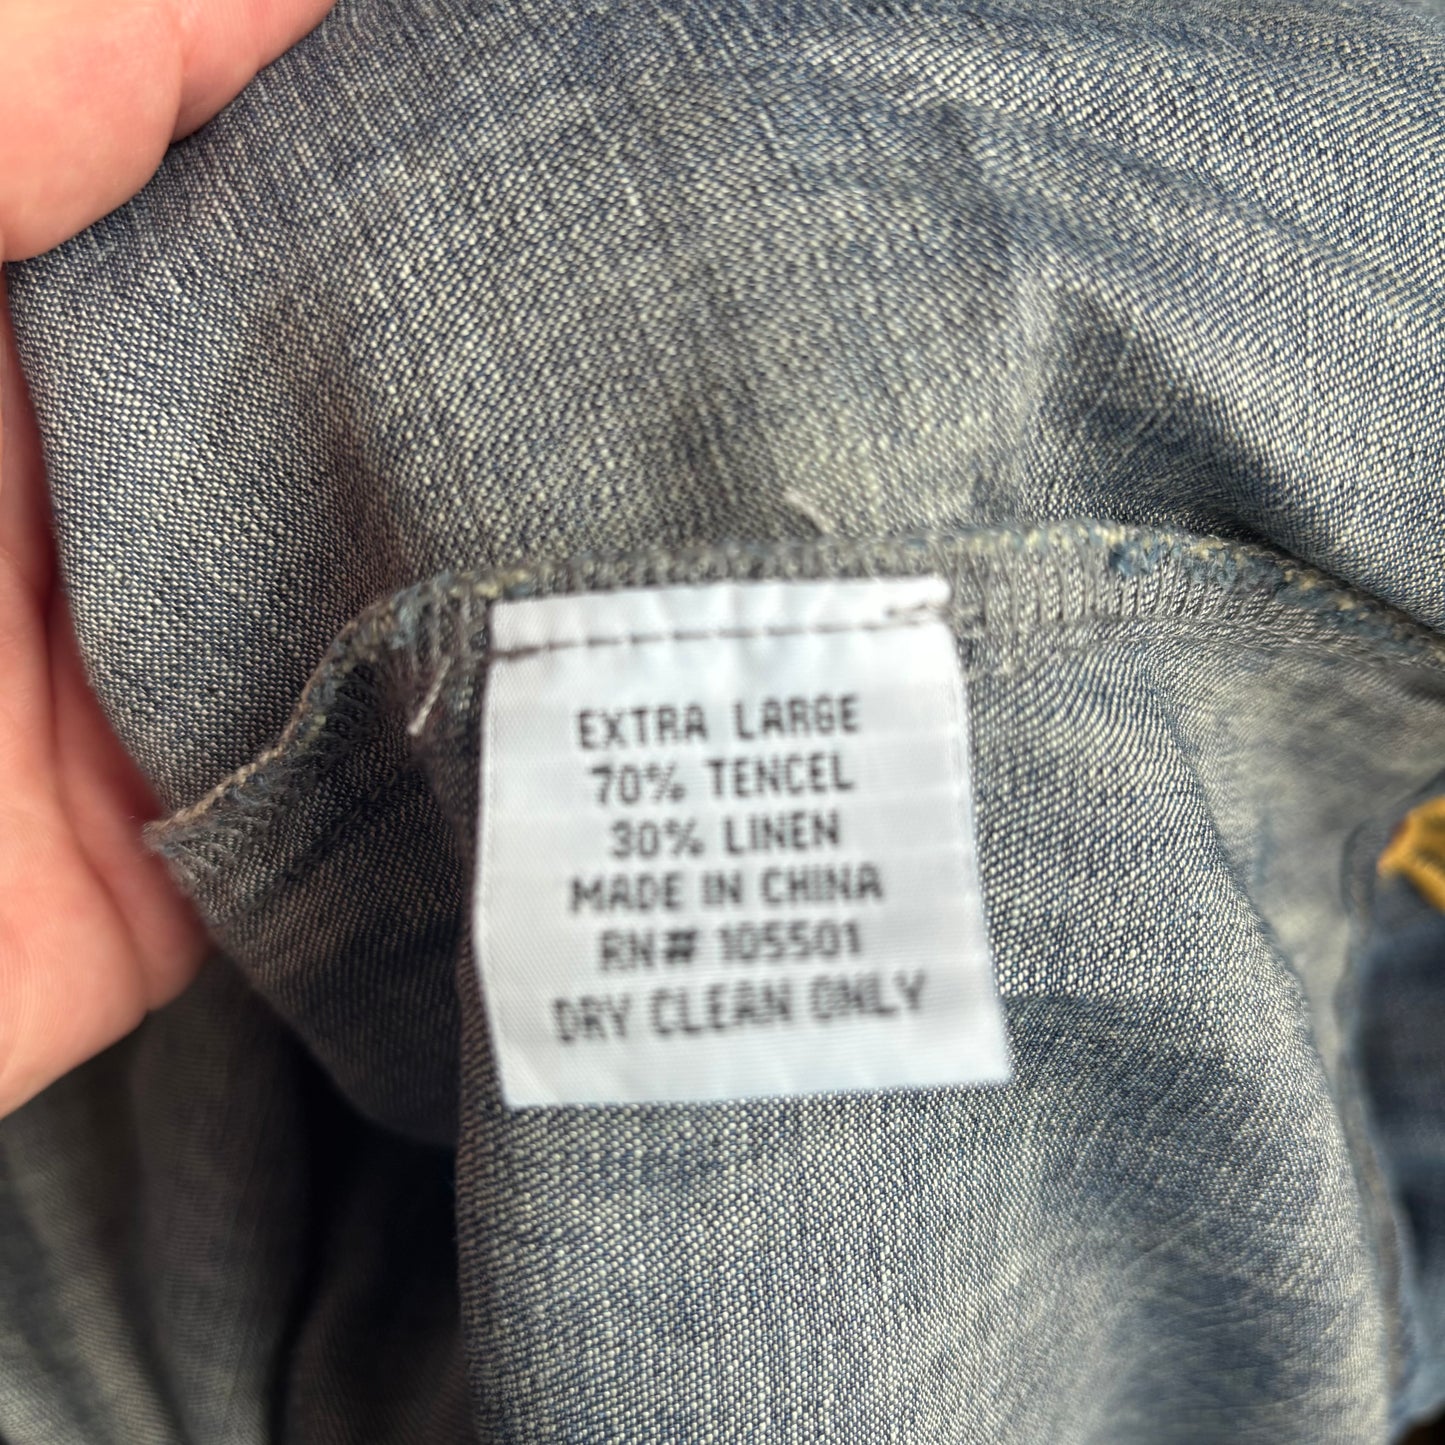 EXTRA LARGE
70% TENCEL
30% LINEN
MADE IN CHINA
RN# 105501
DRY CLEAN ONLY